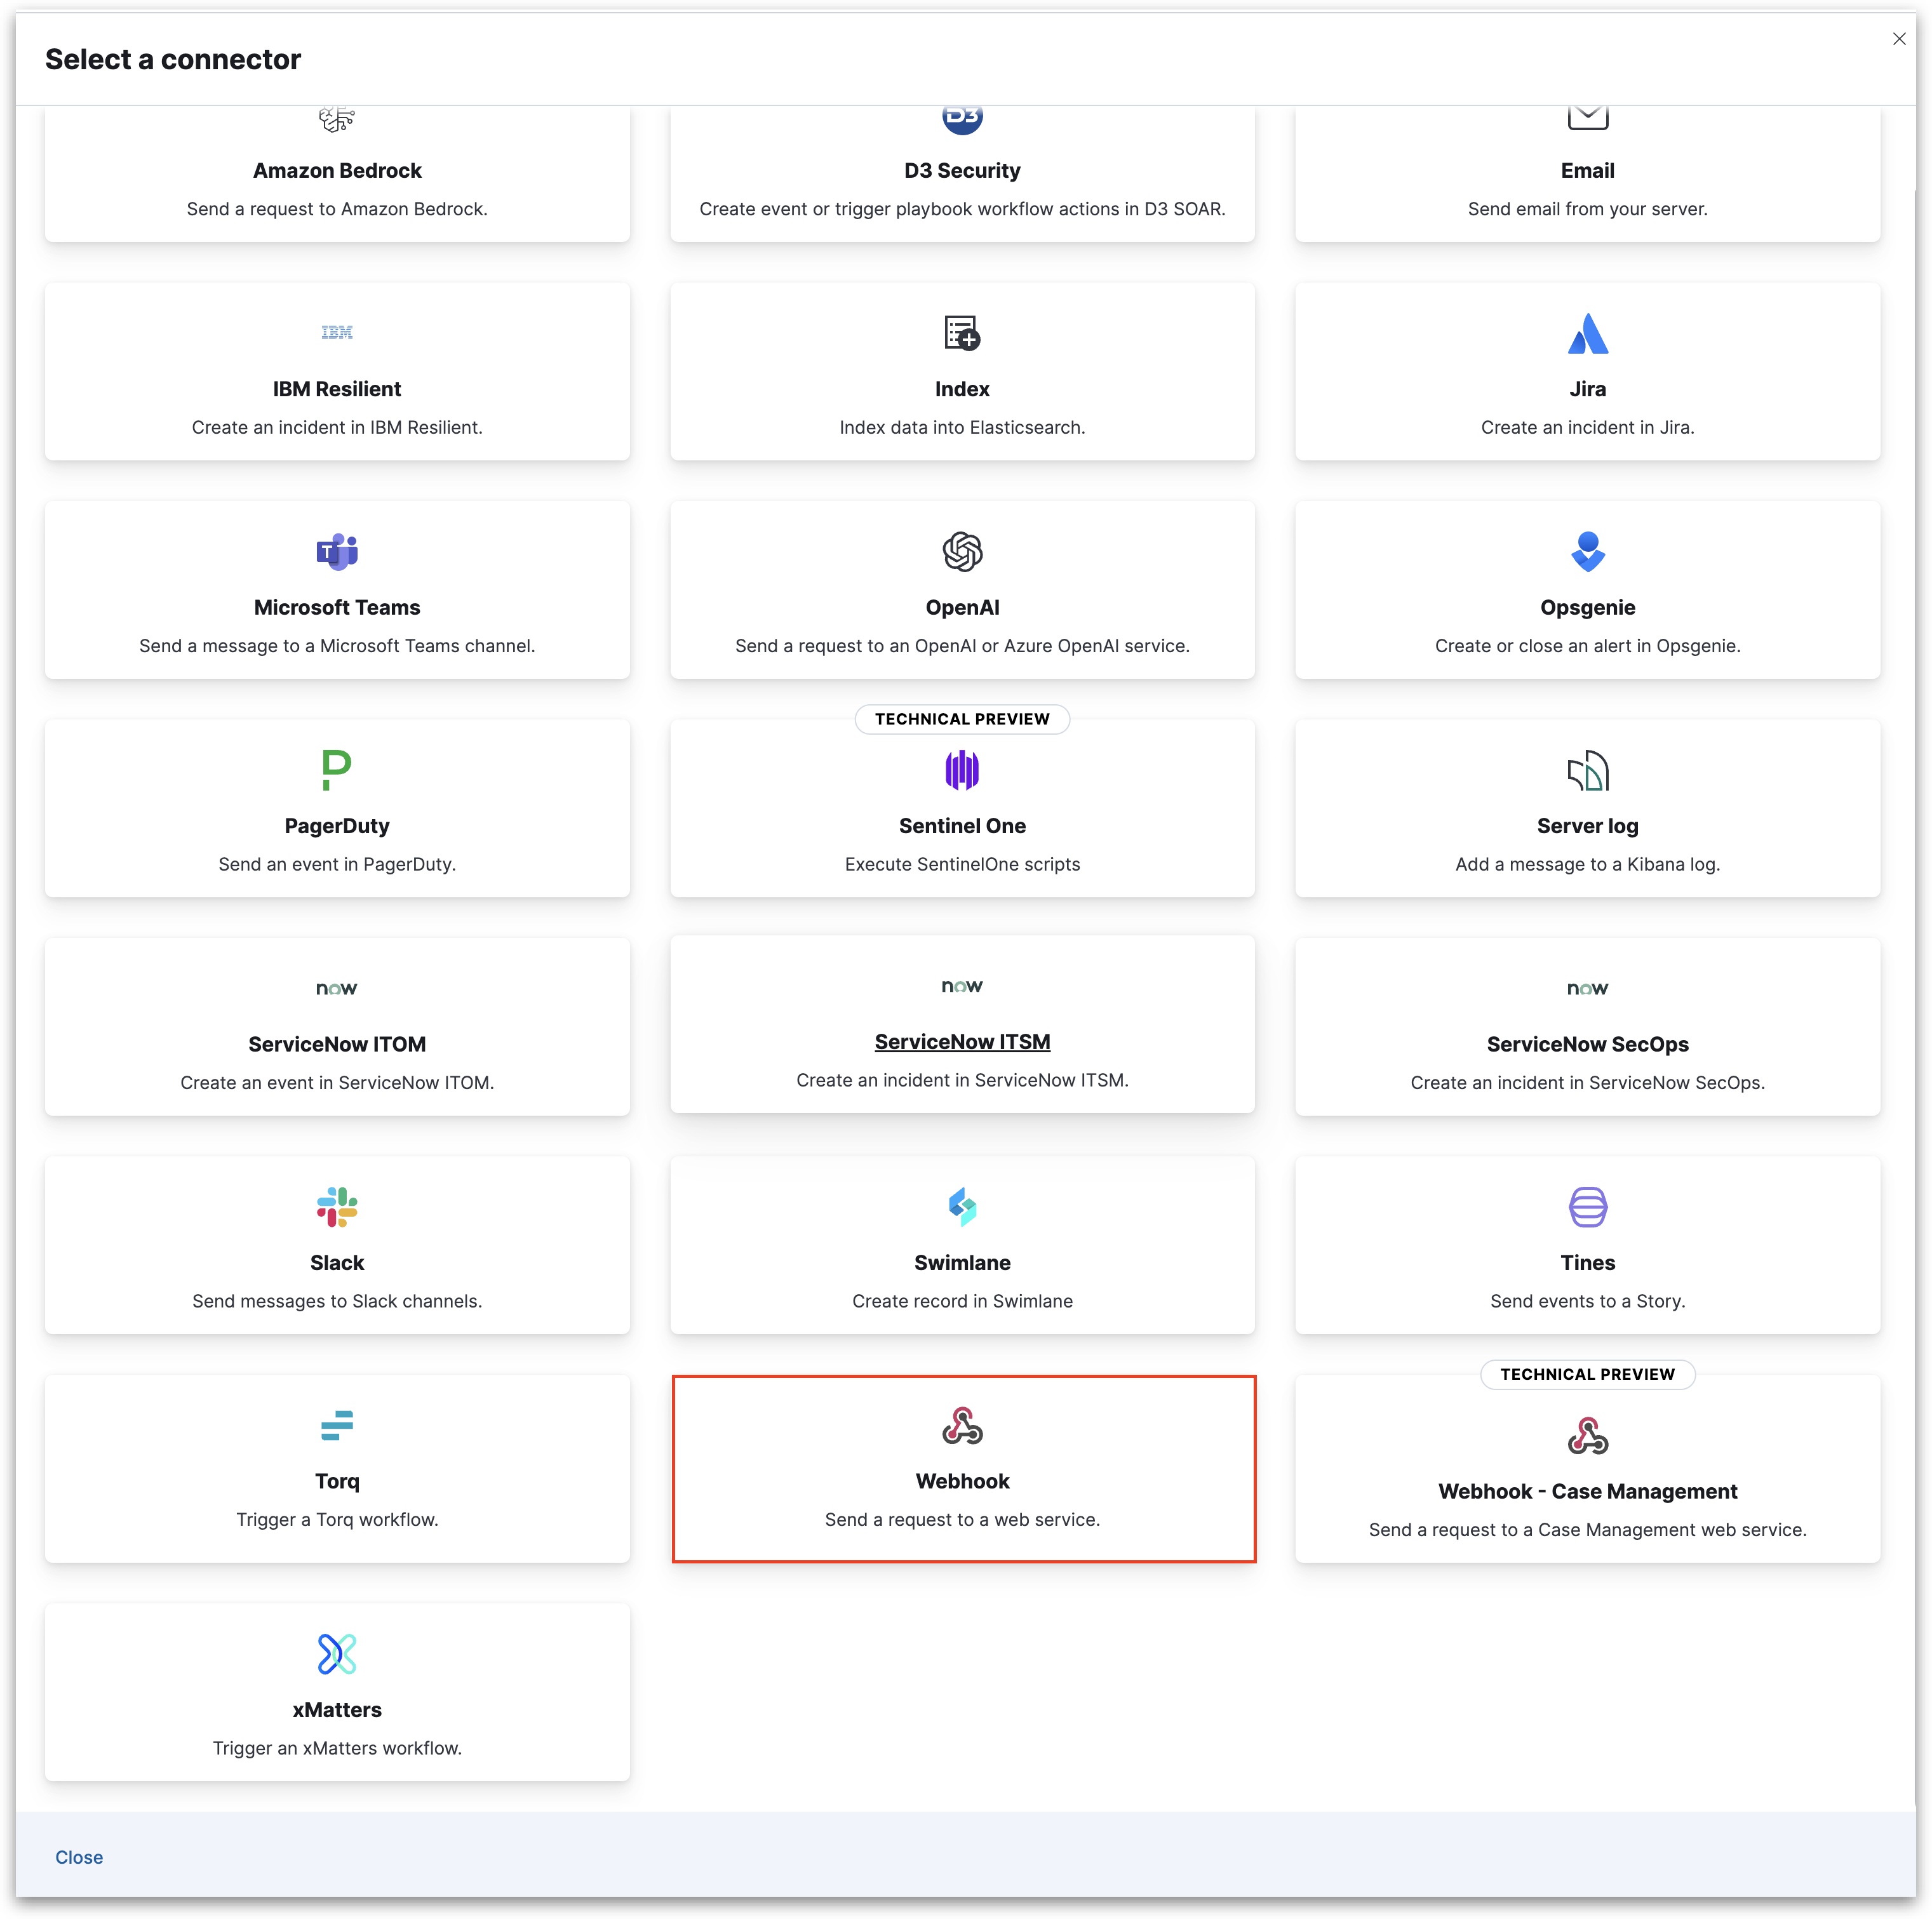 Select a connector
D3
Amazon Bedrock
Send a request to Amazon Bedrock.
D3 Security
Create event or trigger playbook workflow actions in D3 SOAR.
Email
Send email from your server.
IBM
IBM Resilient
Create an incident in IBM Resilient.
Index
Index data into Elasticsearch.
Jira
Create an incident in Jira.
T
Microsoft Teams
Send a message to a Microsoft Teams channel.
OpenAI
Send a request to an OpenAI or Azure OpenAI service.
Opsgenie
Create or close an alert in Opsgenie.
P
PagerDuty
Send an event in PagerDuty.
TECHNICAL PREVIEW
Sentinel One
Execute SentinelOne scripts
Server log
Add a message to a Kibana log.
now
ServiceNow ITOM
Create an event in ServiceNow ITOM.
now
ServiceNow ITSM
Create an incident in ServiceNow ITSM.
now
ServiceNow SecOps
Create an incident in ServiceNow SecOps.
Slack
Send messages to Slack channels.
Swimlane
Create record in Swimlane
Tines
Send events to a Story.
Torq
Trigger a Torq workflow.
Webhook
Send a request to a web service.
TECHNICAL PREVIEW
Webhook - Case Management
Send a request to a Case Management web service.
xMatters
Trigger an xMatters workflow.
Close